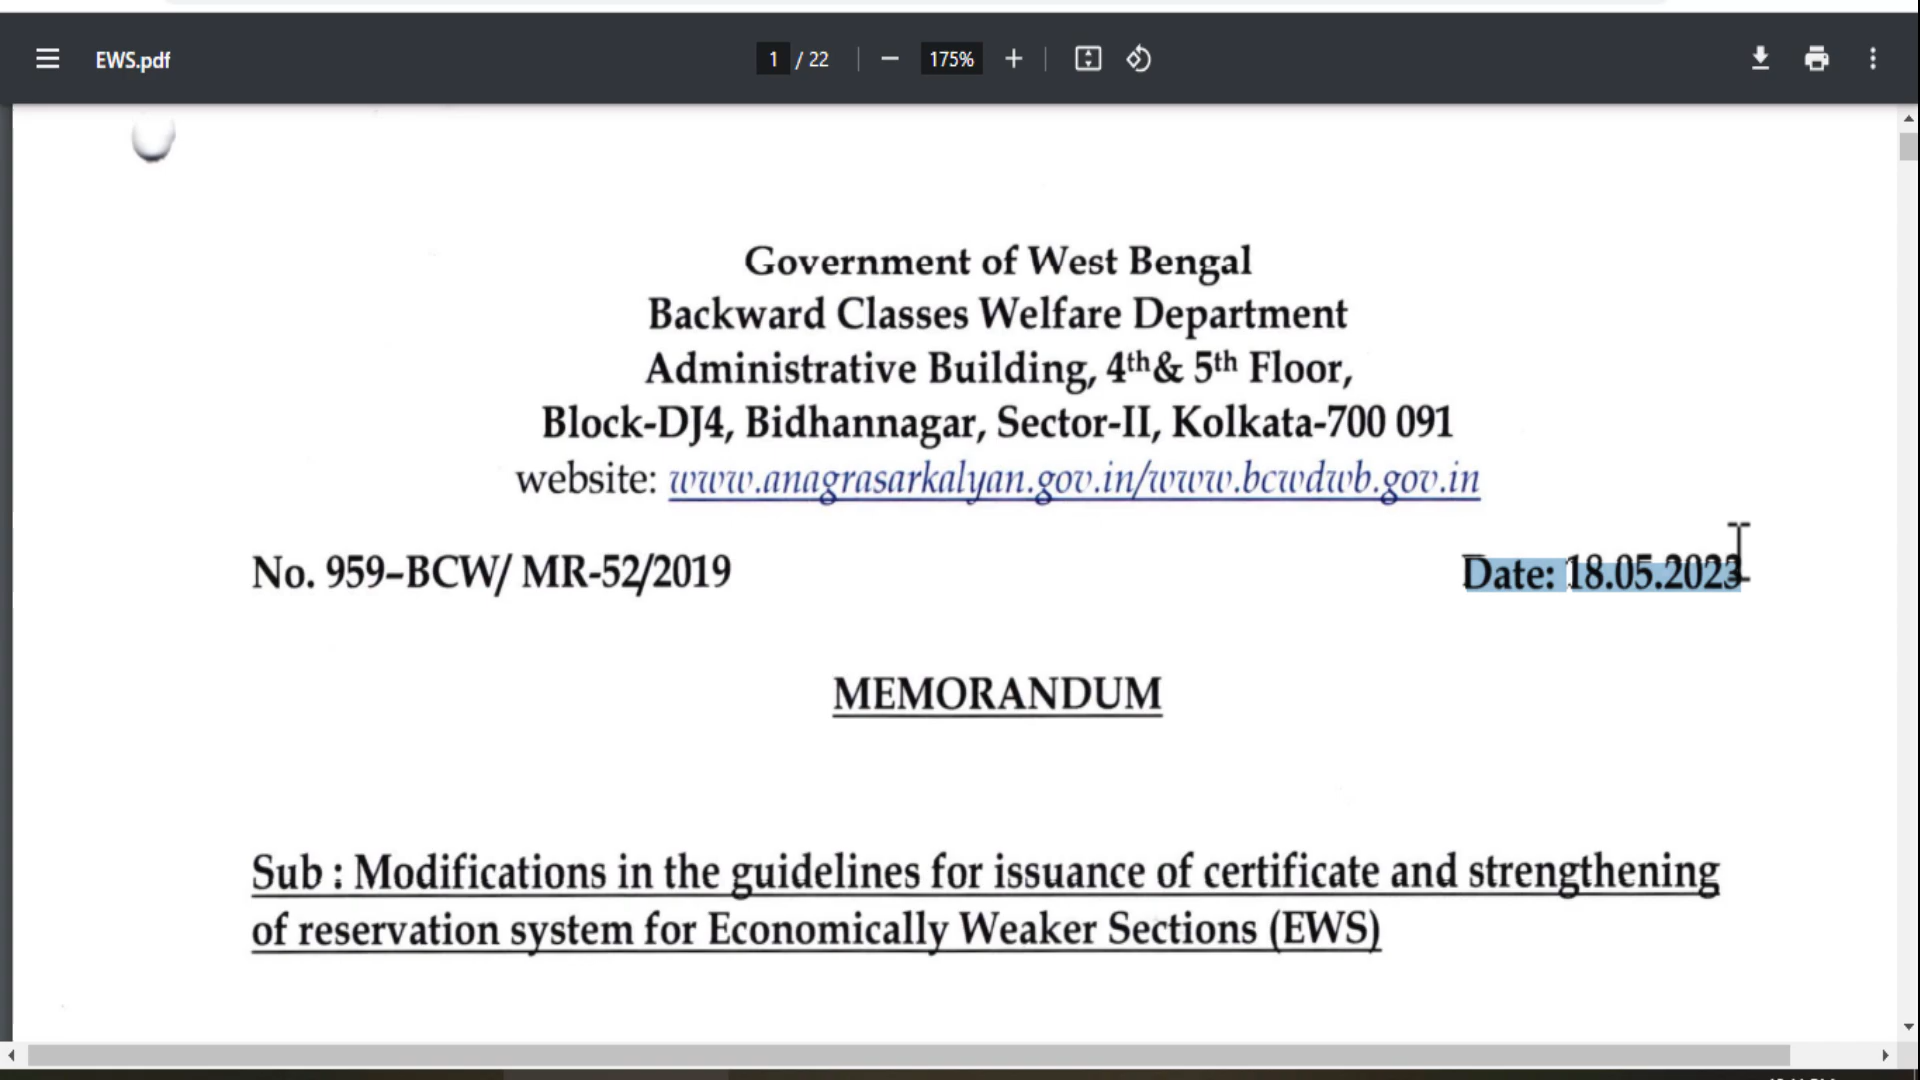 EWS.pdf
1 / 22
175%
Government of West Bengal
Backward Classes Welfare Department
Administrative Building, 4th& 5th Floor,
Block-DJ4, Bidhannagar, Sector-II, Kolkata-700 091
website: www.anagrasarkalyan.gov.in/www.bcwdwb.gov.in
No. 959–BCW/ MR-52/2019 Date: 18.05.2023
MEMORANDUM
Sub : Modifications in the guidelines for issuance of certificate and strengthening
of reservation system for Economically Weaker Sections (EWS)